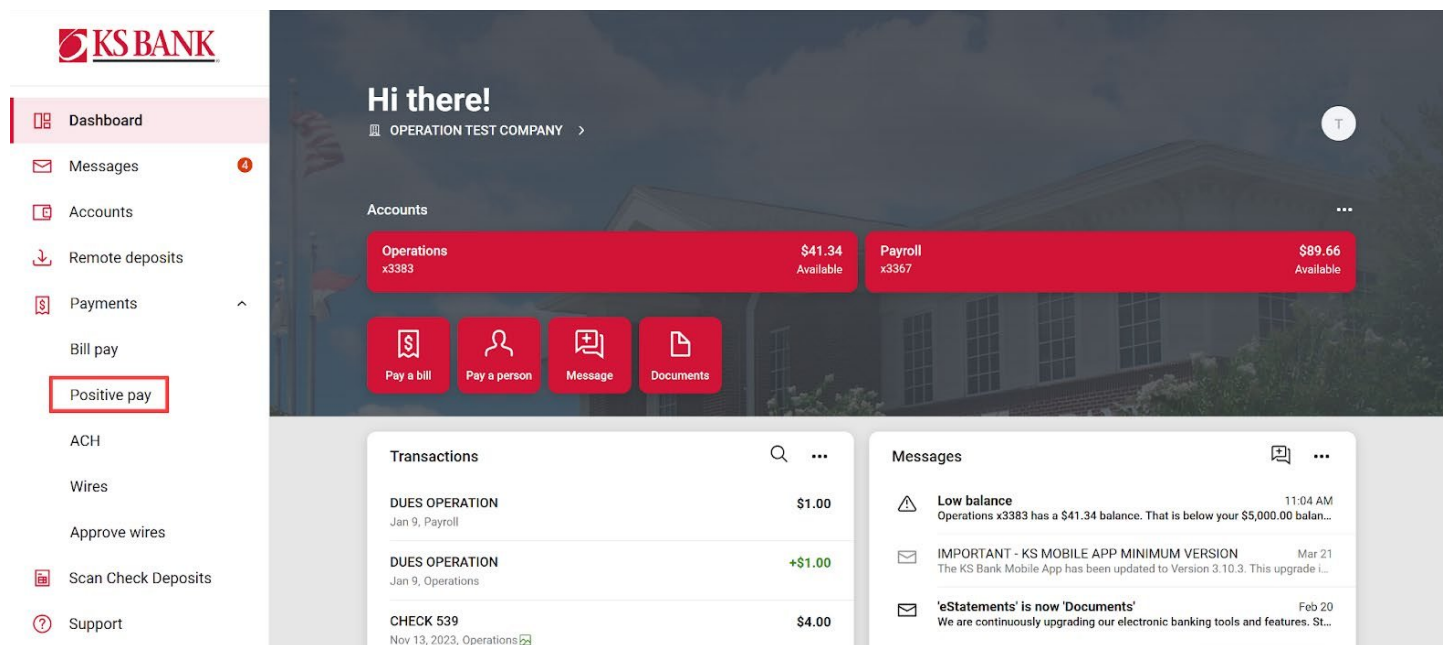 KS BANK
Dashboard
Messages
4
Accounts
Remote deposits
Payments
Bill pay
Positive pay
ACH
Wires
Approve wires
Scan Check Deposits
Support
Hi there!
OPERATION TEST COMPANY
T
Accounts
Operations $41.34
x3383 Available
Payroll $89.66
x3367 Available
Pay a bill
Pay a person
Message
Documents
Transactions
DUES OPERATION $1.00
Jan 9, Payroll
DUES OPERATION +$1.00
Jan 9, Operations
CHECK 539 $4.00
Nov 13, 2023, Operations
Messages
Low balance 11:04 AM
Operations x3383 has a $41.34 balance. That is below your $5,000.00 balan...
IMPORTANT - KS MOBILE APP MINIMUM VERSION Mar 21
The KS Bank Mobile App has been updated to Version 3.10.3. This upgrade i...
'eStatements' is now 'Documents' Feb 20
We are continuously upgrading our electronic banking tools and features. St...